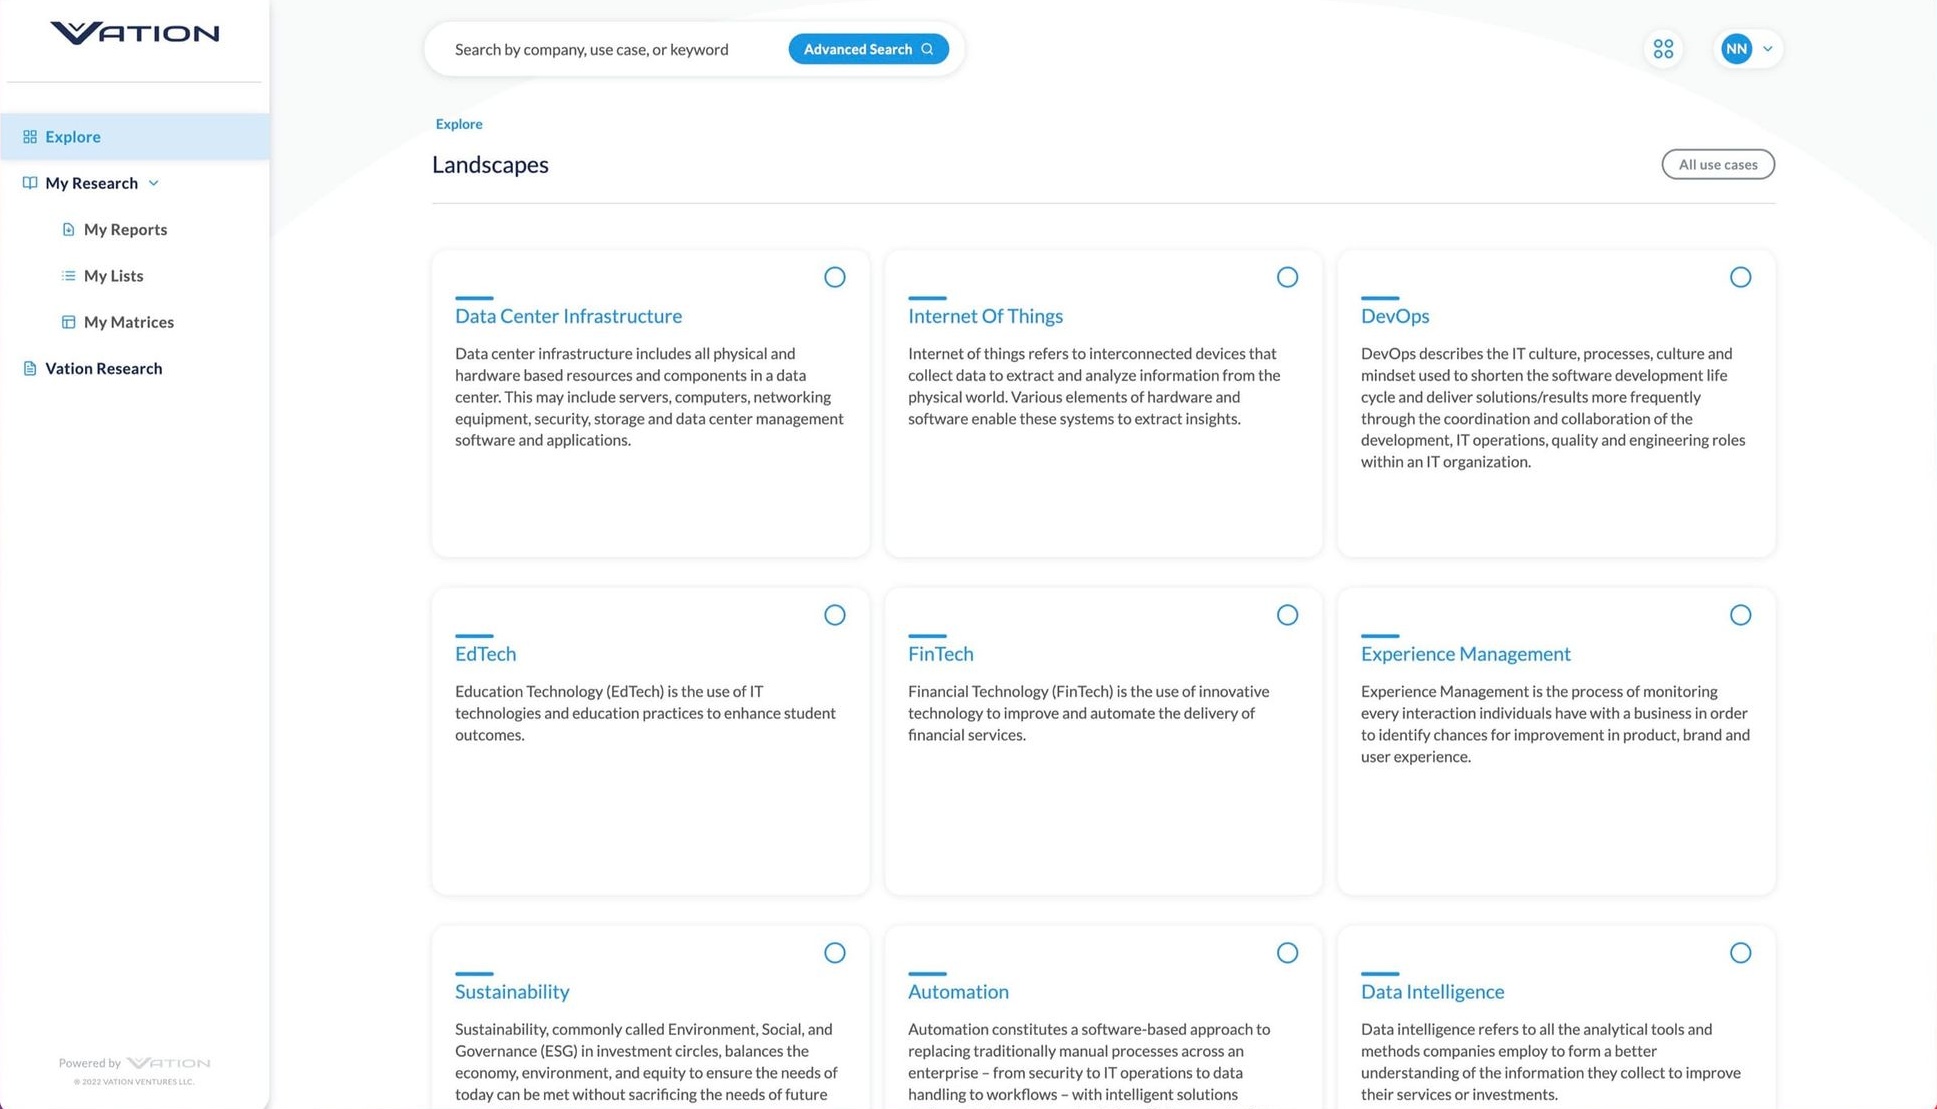 VATION
Search by company, use case, or keyword
Advanced Search
NN
Explore
My Research
My Reports
My Lists
My Matrices
Vation Research
Explore
Landscapes
All use cases
Data Center Infrastructure
Data center infrastructure includes all physical and
hardware based resources and components in a data
center. This may include servers, computers, networking
equipment, security, storage and data center management
software and applications.
Internet Of Things
Internet of things refers to interconnected devices that
collect data to extract and analyze information from the
physical world. Various elements of hardware and
software enable these systems to extract insights.
DevOps
DevOps describes the IT culture, processes, culture and
mindset used to shorten the software development life
cycle and deliver solutions/results more frequently
through the coordination and collaboration of the
development, IT operations, quality and engineering roles
within an IT organization.
EdTech
Education Technology (EdTech) is the use of IT
technologies and education practices to enhance student
outcomes.
FinTech
Financial Technology (FinTech) is the use of innovative
technology to improve and automate the delivery of
financial services.
Experience Management
Experience Management is the process of monitoring
every interaction individuals have with a business in order
to identify chances for improvement in product, brand and
user experience.
Sustainability
Sustainability, commonly called Environment, Social, and
Governance (ESG) in investment circles, balances the
economy, environment, and equity to ensure the needs of
today can be met without sacrificing the needs of future
Automation
Automation constitutes a software-based approach to
replacing traditionally manual processes across an
enterprise – from security to IT operations to data
handling to workflows – with intelligent solutions
Data Intelligence
Data intelligence refers to all the analytical tools and
methods companies employ to form a better
understanding of the information they collect to improve
their services or investments.
Powered by VATION
© 2022 VATION VENTURES LLC.